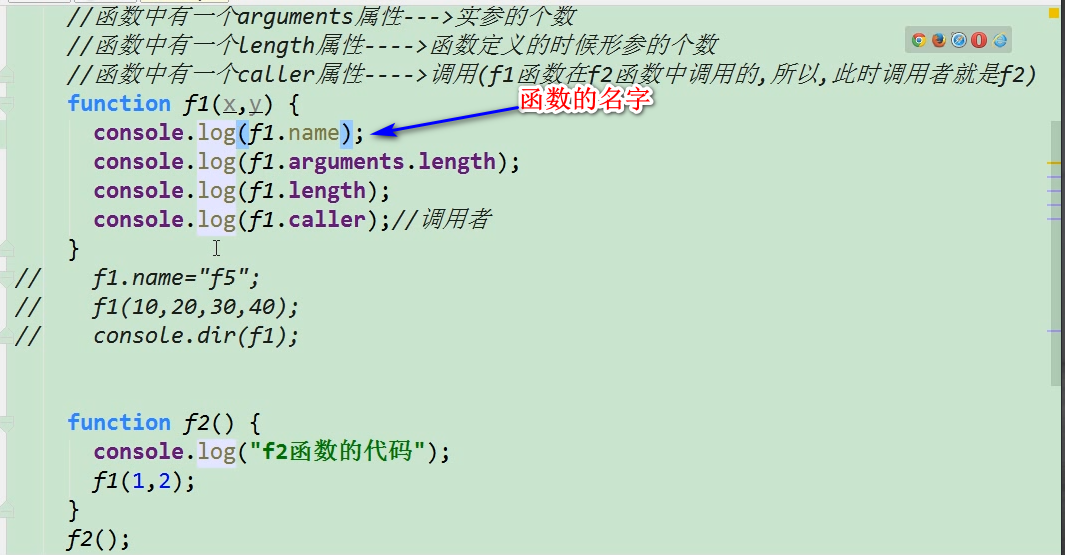 //函数中有一个arguments属性--->实参的个数
//函数中有一个length属性---->函数定义的时候形参的个数
//函数中有一个caller属性---->调用(f1函数在f2函数中调用的,所以,此时调用者就是f2)
function f1(x,y) {
函数的名字
console.log(f1.name);
console.log(f1.arguments.length);
console.log(f1.length);
console.log(f1.caller);//调用者
}
// f1.name="f5";
// f1(10,20,30,40);
// console.dir(f1);
function f2() {
console.log("f2函数的代码");
f1(1,2);
}
f2();